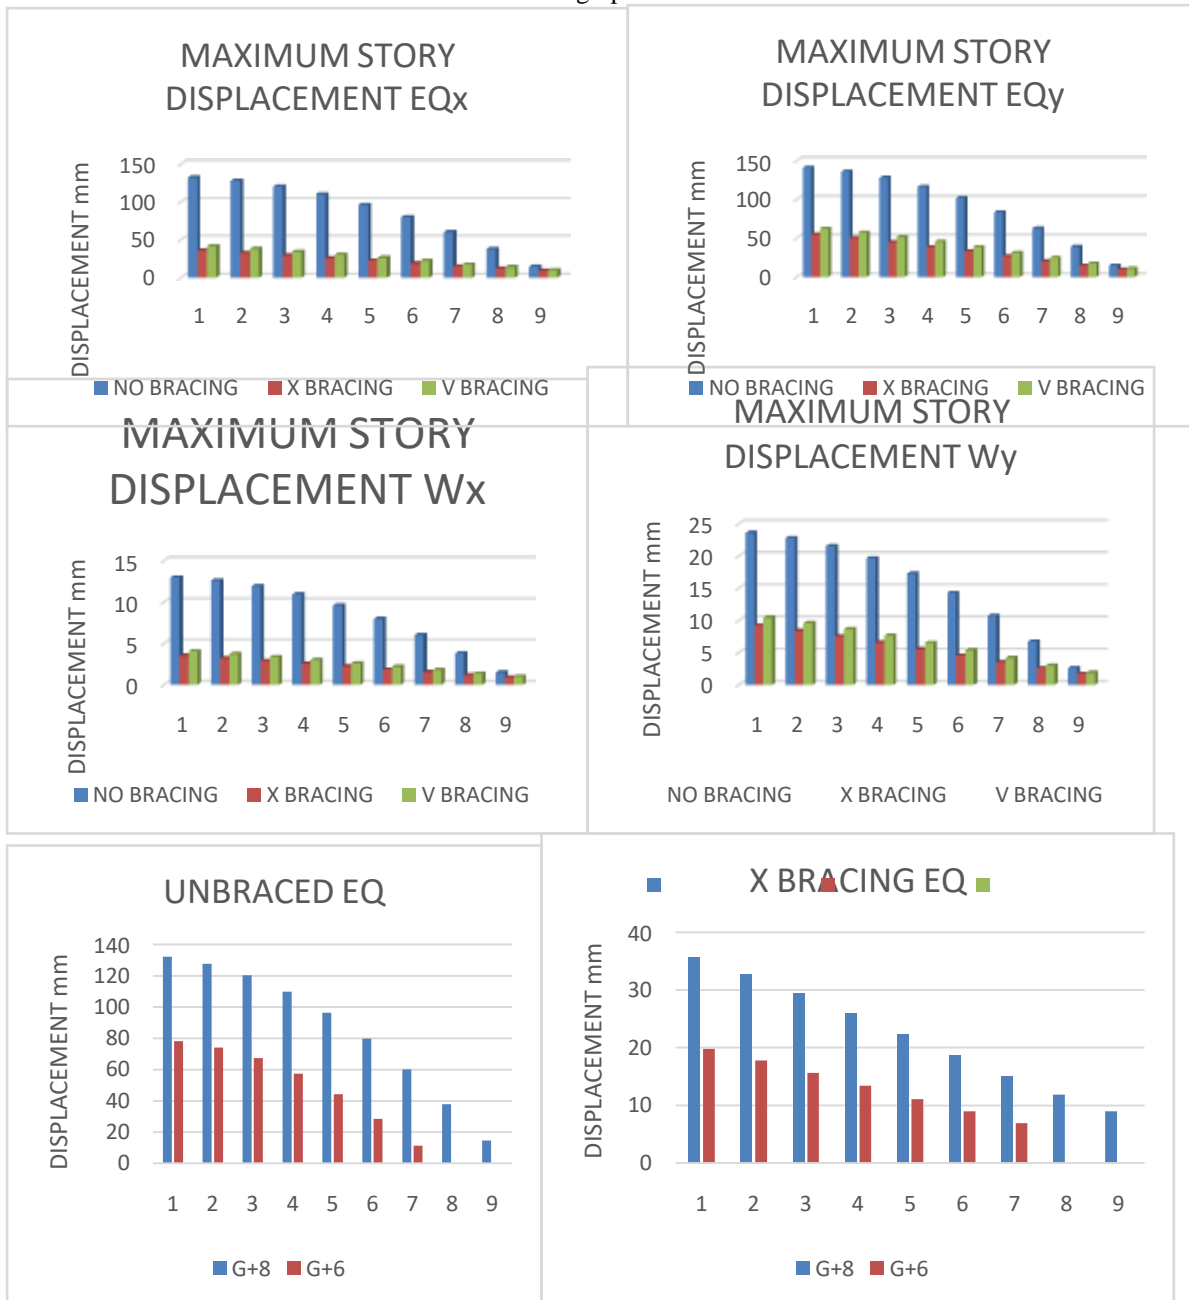 MAXIMUM STORY
DISPLACEMENT EQx
DISPLACEMENT mm
150
100
50
0
1 2 3 4 5 6 7 8 9
NO BRACING X BRACING V BRACING
MAXIMUM STORY
DISPLACEMENT EQy
DISPLACEMENT mm
150
100
50
0
1 2 3 4 5 6 7 8 9
NO BRACING X BRACING V BRACING
MAXIMUM STORY
DISPLACEMENT Wx
DISPLACEMENT mm
15
10
5
0
1 2 3 4 5 6 7 8 9
NO BRACING X BRACING V BRACING
MAXIMUM STORY
DISPLACEMENT Wy
DISPLACEMENT mm
25
20
15
10
5
0
1 2 3 4 5 6 7 8 9
NO BRACING X BRACING V BRACING
UNBRACED EQ
DISPLACEMENT mm
140
120
100
80
60
40
20
0
1 2 3 4 5 6 7 8 9
G+8 G+6
X BRACING EQ
DISPLACEMENT mm
40
30
20
10
0
1 2 3 4 5 6 7 8 9
G+8 G+6